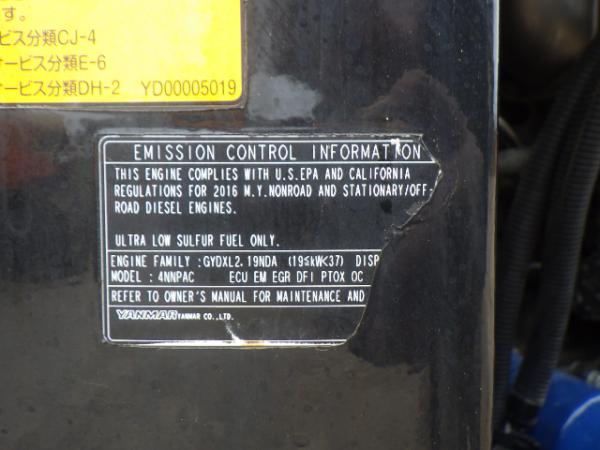 す。
ビス分類CJ-4
サービス分類E-6
サービス分類DH-2 YD00005019
EMISSION CONTROL INFORMATION
THIS ENGINE COMPLIES WITH U.S.EPA AND CALIFORNIA
REGULATIONS FOR 2016 M.Y.NONROAD AND STATIONARY/OFF-
ROAD DIESEL ENGINES.
ULTRA LOW SULFUR FUEL ONLY.
ENGINE FAMILY :GYDXL2.19NDA (19≤kW<37) DISP
MODEL : 4NNPAC ECU EM EGR DFI PTOX OC
REFER TO OWNER'S MANUAL FOR MAINTENANCE AND
YANMAR YANMAR CO.,LTD.